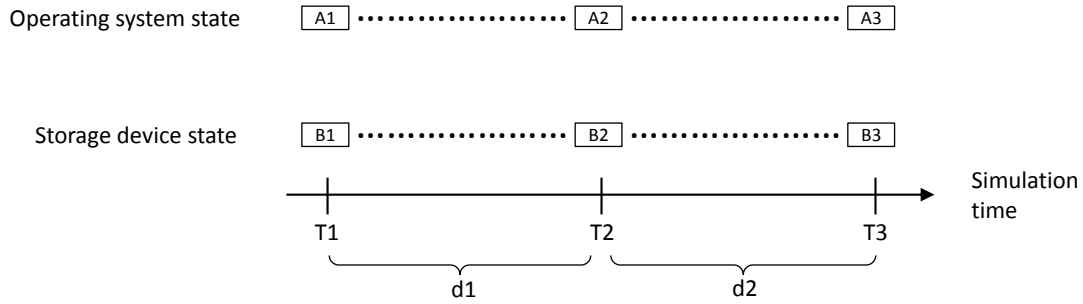 Operating system state A1 A2 A3
Storage device state B1 B2 B3
Simulation
time
T1 T2 T3
d1 d2